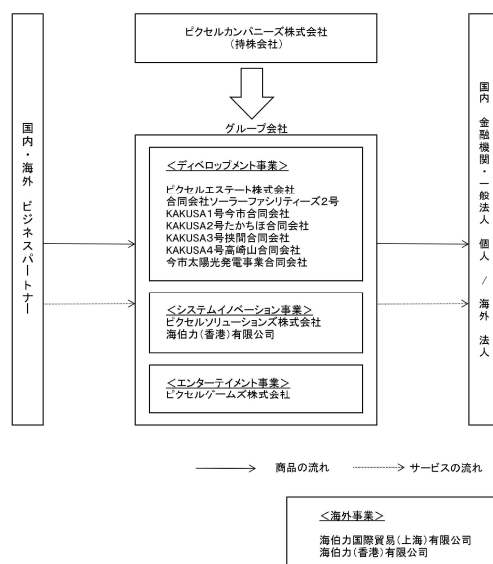 ピクセルカンパニーズ株式会社
(持株会社)
グループ会社
国内・海外 ビジネスパートナー
<ディベロップメント事業>
ピクセルエステート株式会社
合同会社ソーラーファシリティーズ2号
KAKUSA1号今市合同会社
KAKUSA2号たかちほ合同会社
KAKUSA3号挾間合同会社
KAKUSA4号高崎山合同会社
今市太陽光発電事業合同会社
<システムイノベーション事業>
ピクセルソリューションズ株式会社
海伯力(香港)有限公司
<エンターテイメント事業>
ピクセルゲームズ株式会社
国内 金融機関・一般法人 個人 / 海外 法人
商品の流れ
サービスの流れ
<海外事業>
海伯力国際貿易(上海)有限公司
海伯力(香港)有限公司